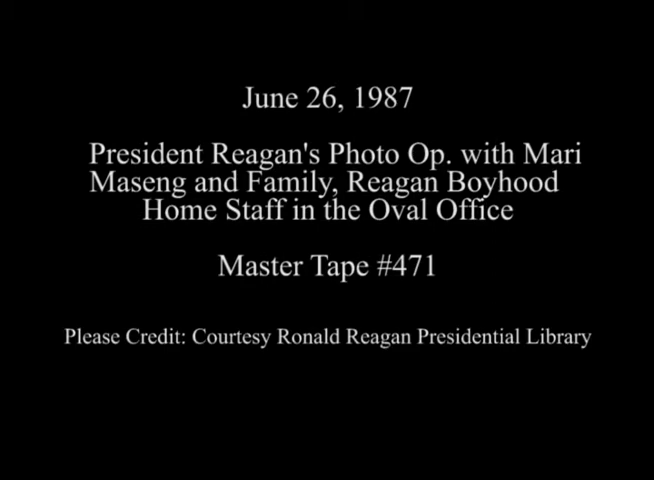 June 26, 1987
President Reagan's Photo Op. with Mari
Maseng and Family, Reagan Boyhood
Home Staff in the Oval Office
Master Tape #471
Please Credit: Courtesy Ronald Reagan Presidential Library